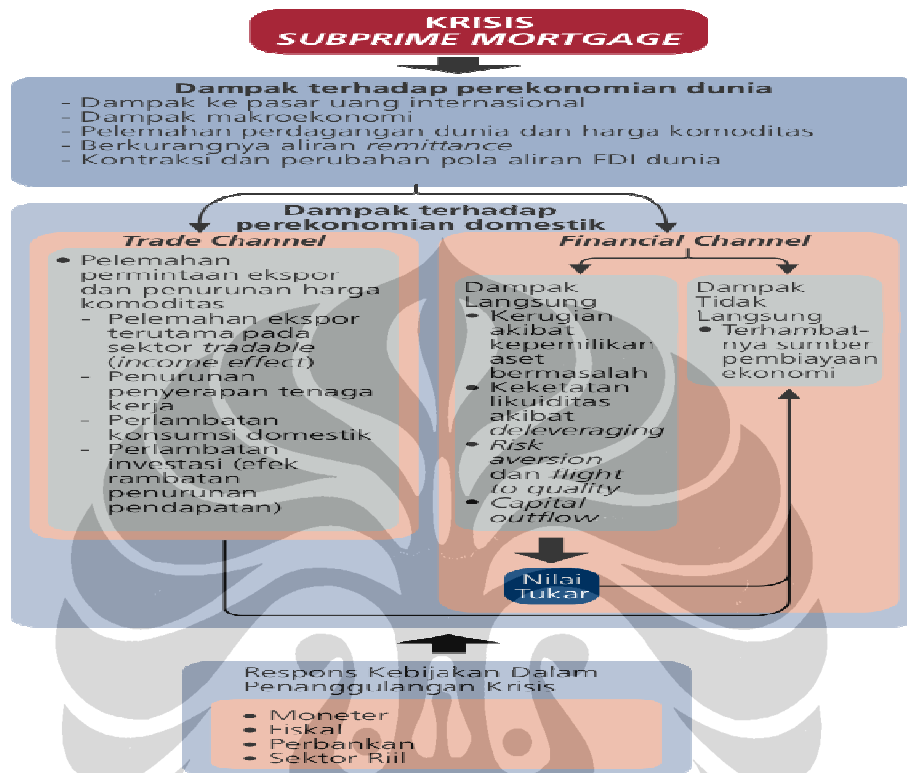 KRISIS
SUBPRIME MORTGAGE
Dampak terhadap perekonomian dunia
- Dampak ke pasar uang internasional
- Dampak makroekonomi
- Pelemahan perdagangan dunia dan harga komoditas
- Berkurangnya aliran remittance
- Kontraksi dan perubahan pola aliran FDI dunia
Dampak terhadap
perekonomian domestik
Trade Channel
• Pelemahan
permintaan ekspor
dan penurunan harga
komoditas
- Pelemahan ekspor
terutama pada
sektor tradable
(income effect)
- Penurunan
penyerapan tenaga
kerja
- Perlambatan
konsumsi domestik
- Perlambatan
investasi (efek
rambatan
penurunan
pendapatan)
Financial Channel
Dampak
Langsung
• Kerugian
akibat
kepemilikan
aset
bermasalah
• Keketatan
likuiditas
akibat
deleveraging
• Risk
aversion
dan flight
to quality
• Capital
outflow
Dampak
Tidak
Langsung
• Terhambat-
nya sumber
pembiayaan
ekonomi
Nilai
Tukar
Respons Kebijakan Dalam
Penanggulangan Krisis
• Moneter
• Fiskal
• Perbankan
• Sektor Riil